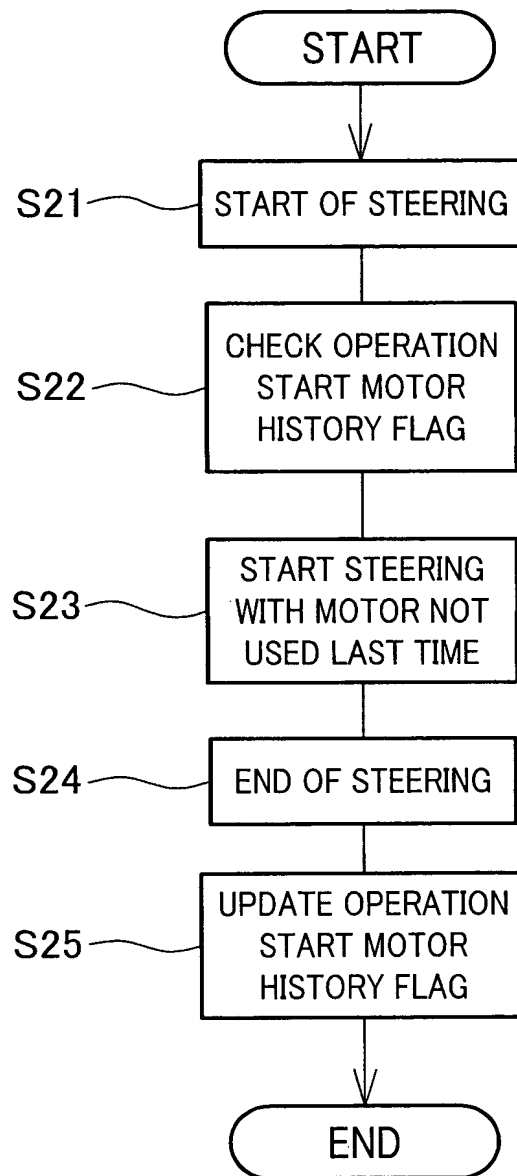 START
S21
START OF STEERING
S22
CHECK OPERATION
START MOTOR
HISTORY FLAG
S23
START STEERING
WITH MOTOR NOT
USED LAST TIME
S24
END OF STEERING
S25
UPDATE OPERATION
START MOTOR
HISTORY FLAG
END